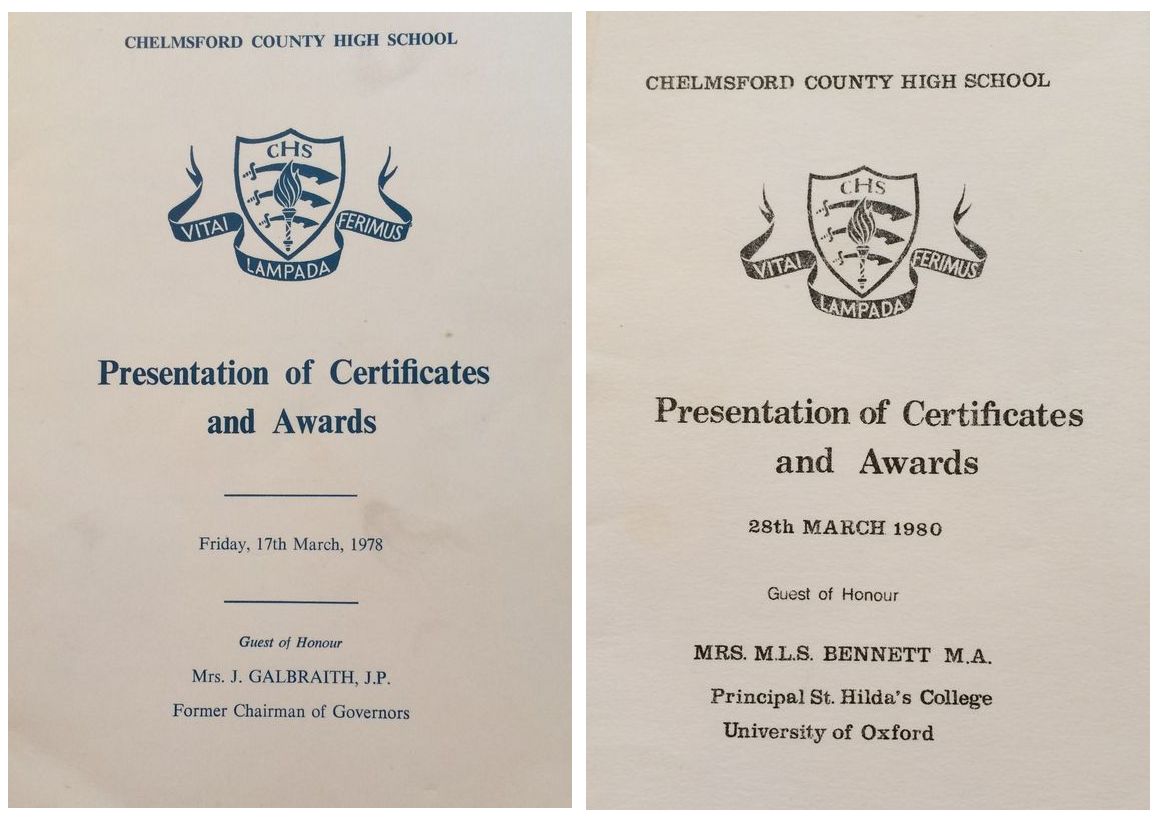 CHELMSFORD COUNTY HIGH SCHOOL
CHS
VITAI LAMPADA FERIMUS
Presentation of Certificates
and Awards
Friday, 17th March, 1978
Guest of Honour
Mrs. J. GALBRAITH, J.P.
Former Chairman of Governors
CHELMSFORD COUNTY HIGH SCHOOL
CHS
VITAI LAMPADA FERIMUS
Presentation of Certificates
and Awards
28th MARCH 1980
Guest of Honour
MRS. M.L.S. BENNETT M.A.
Principal St. Hilda's College
University of Oxford